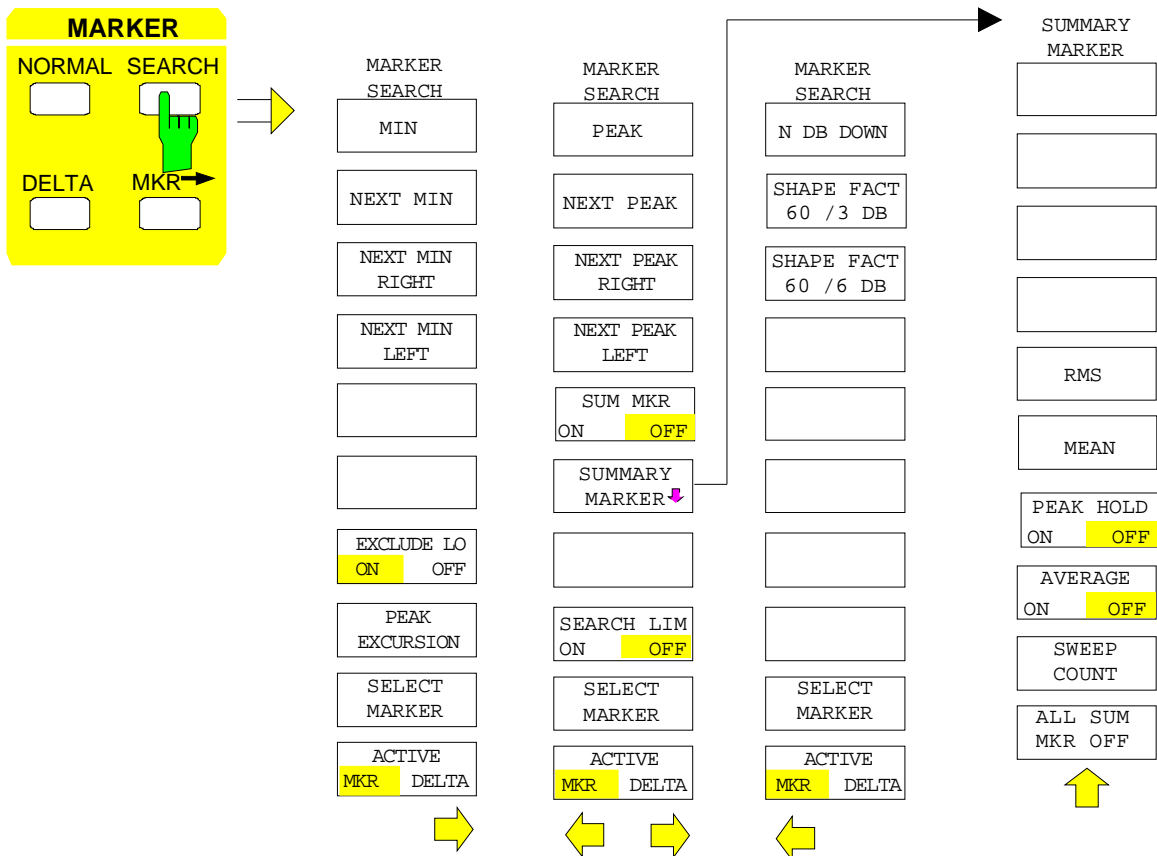 MARKER
NORMAL SEARCH
DELTA MKR
MARKER
SEARCH
MIN
NEXT MIN
NEXT MIN
RIGHT
NEXT MIN
LEFT
EXCLUDE LO
ON OFF
PEAK
EXCURSION
SELECT
MARKER
ACTIVE
MKR DELTA
MARKER
SEARCH
PEAK
NEXT PEAK
NEXT PEAK
RIGHT
NEXT PEAK
LEFT
SUM MKR
ON OFF
SUMMARY
MARKER
SEARCH LIM
ON OFF
SELECT
MARKER
ACTIVE
MKR DELTA
MARKER
SEARCH
N DB DOWN
SHAPE FACT
60 /3 DB
SHAPE FACT
60 /6 DB
SELECT
MARKER
ACTIVE
MKR DELTA
SUMMARY
MARKER
RMS
MEAN
PEAK HOLD
ON OFF
AVERAGE
ON OFF
SWEEP
COUNT
ALL SUM
MKR OFF